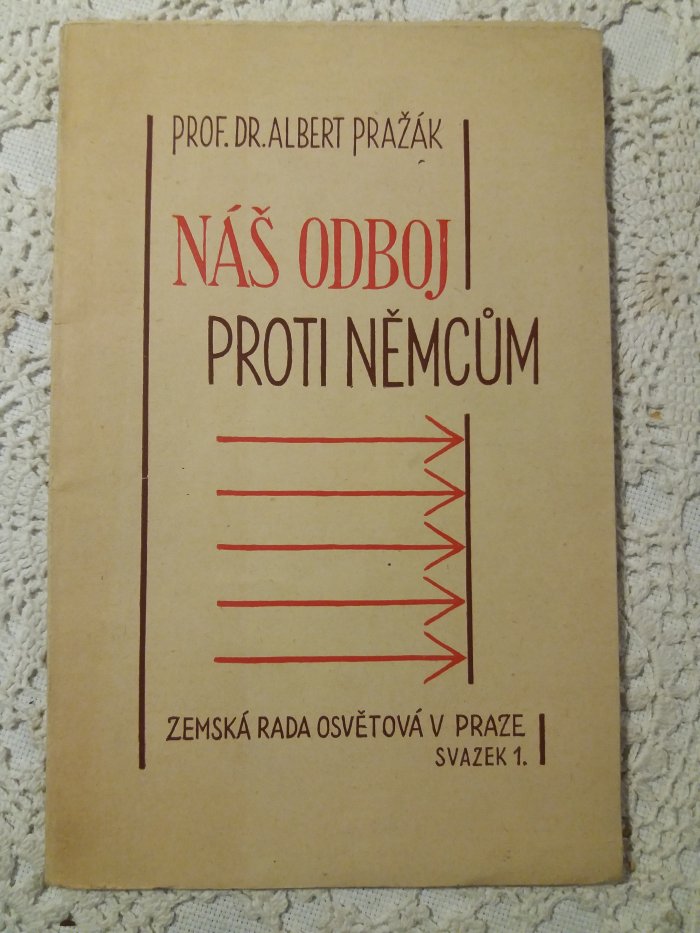 PROF. DR. ALBERT PRAŽÁK
NÁŠ ODBOJ
PROTI NĚMCŮM
ZEMSKÁ RADA OSVĚTOVÁ V PRAZE
SVAZEK 1.